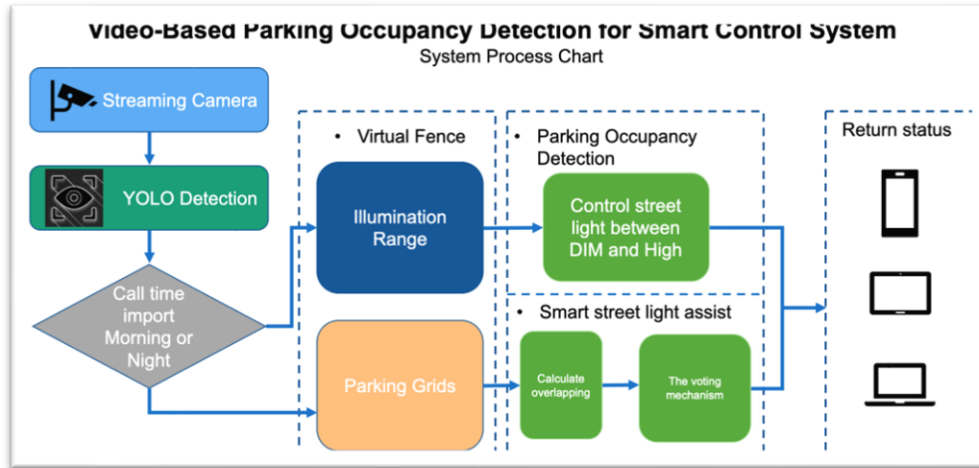 Video-Based Parking Occupancy Detection for Smart Control System
System Process Chart
Streaming Camera
YOLO Detection
Call time
import
Morning or
Night
• Virtual Fence
Illumination
Range
Parking Grids
• Parking Occupancy
Detection
Control street
light between
DIM and High
• Smart street light assist
Calculate
overlapping
The voting
mechanism
Return status